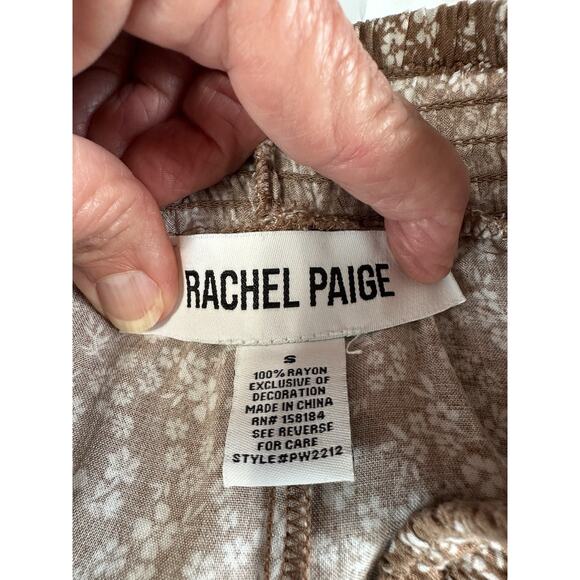 RACHEL PAIGE
S
100% RAYON
EXCLUSIVE OF
DECORATION
MADE IN CHINA
RN# 158184
SEE REVERSE
FOR CARE
STYLE#PW2212